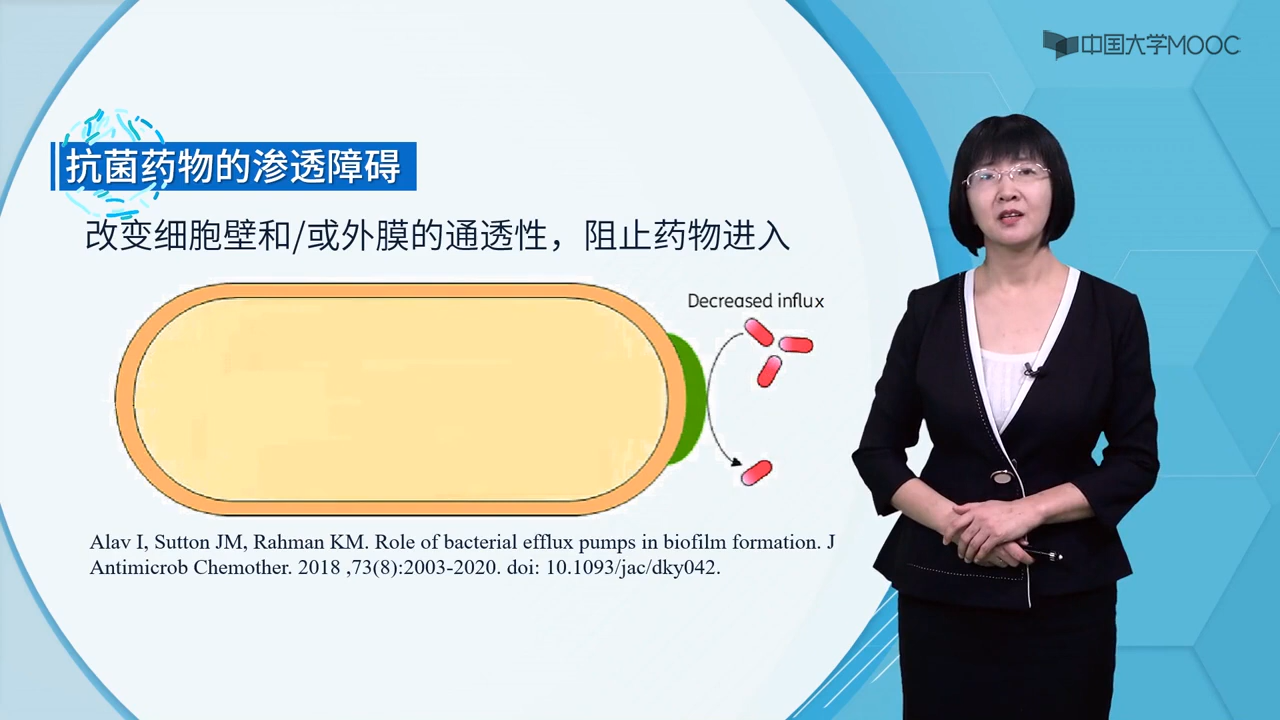 中国大学MOOC
抗菌药物的渗透障碍
改变细胞壁和/或外膜的通透性，阻止药物进入
Decreased influx
Alav I, Sutton JM, Rahman KM. Role of bacterial efflux pumps in biofilm formation. J
Antimicrob Chemother. 2018 ,73(8):2003-2020. doi: 10.1093/jac/dky042.